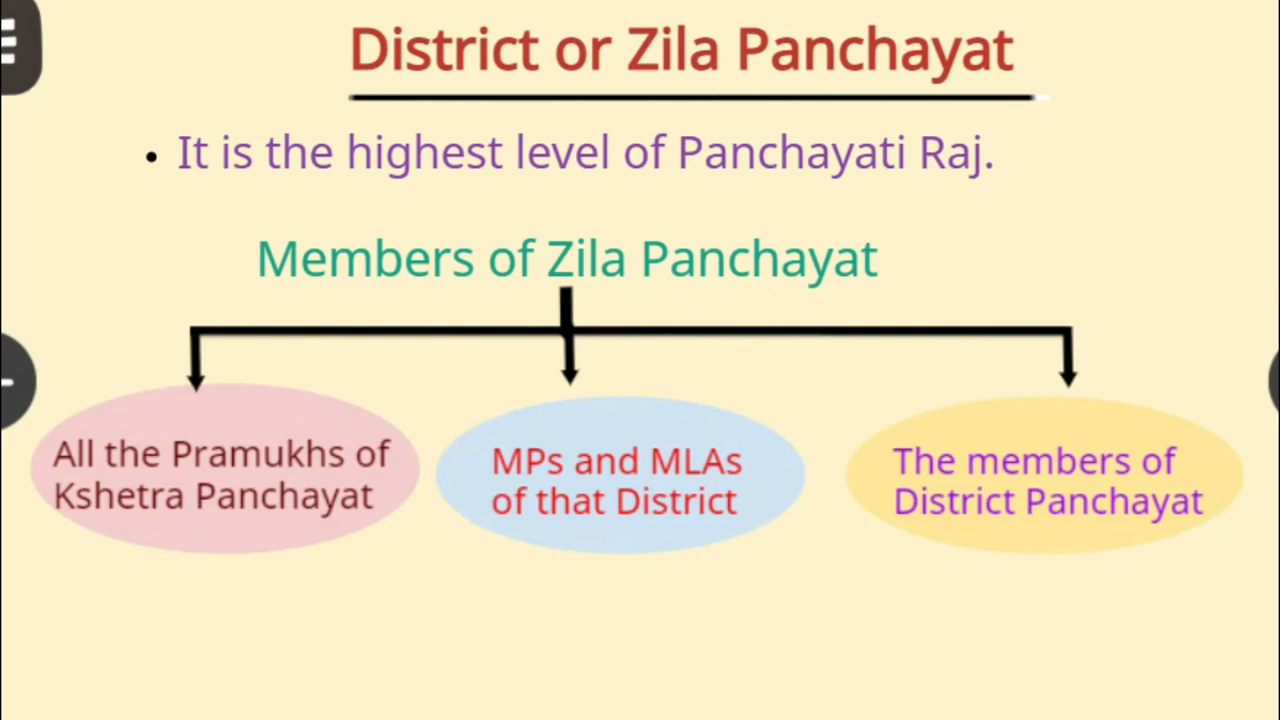 District or Zila Panchayat
• It is the highest level of Panchayati Raj.
Members of Zila Panchayat
All the Pramukhs of
Kshetra Panchayat
MPs and MLAs
of that District
The members of
District Panchayat